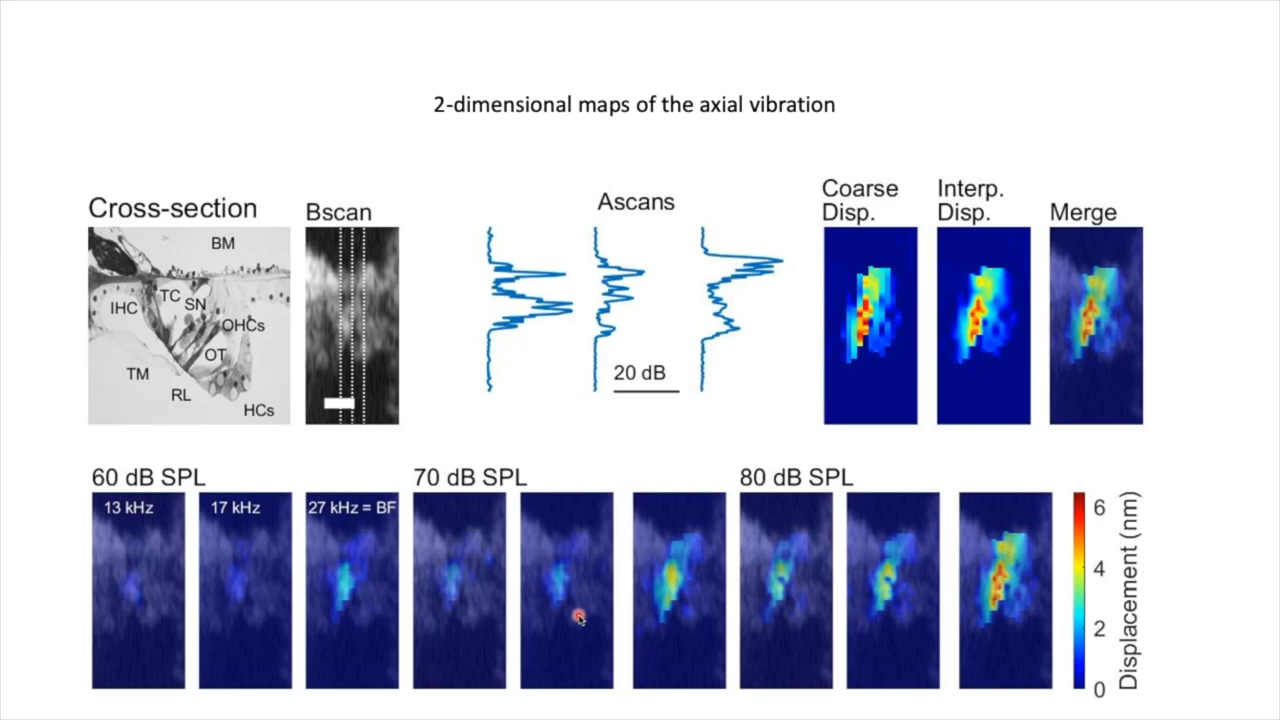 2-dimensional maps of the axial vibration
Cross-section
BM
TC
SN
IHC
OHCs
OT
TM
RL
HCs
Bscan
Ascans
20 dB
Coarse
Disp.
Interp.
Disp.
Merge
60 dB SPL
70 dB SPL
80 dB SPL
13 kHz
17 kHz
27 kHz = BF
6
4
2
0
Displacement (nm)